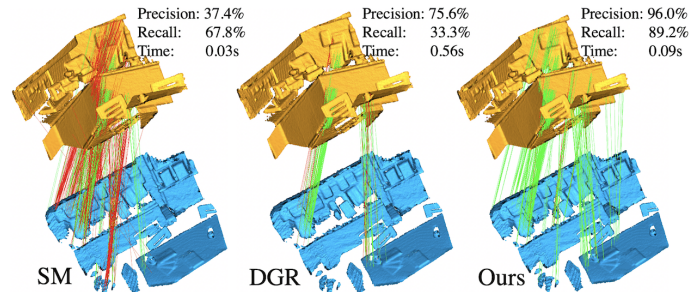 Precision: 37.4%
Recall: 67.8%
Time: 0.03s
SM
Precision: 75.6%
Recall: 33.3%
Time: 0.56s
DGR
Precision: 96.0%
Recall: 89.2%
Time: 0.09s
Ours